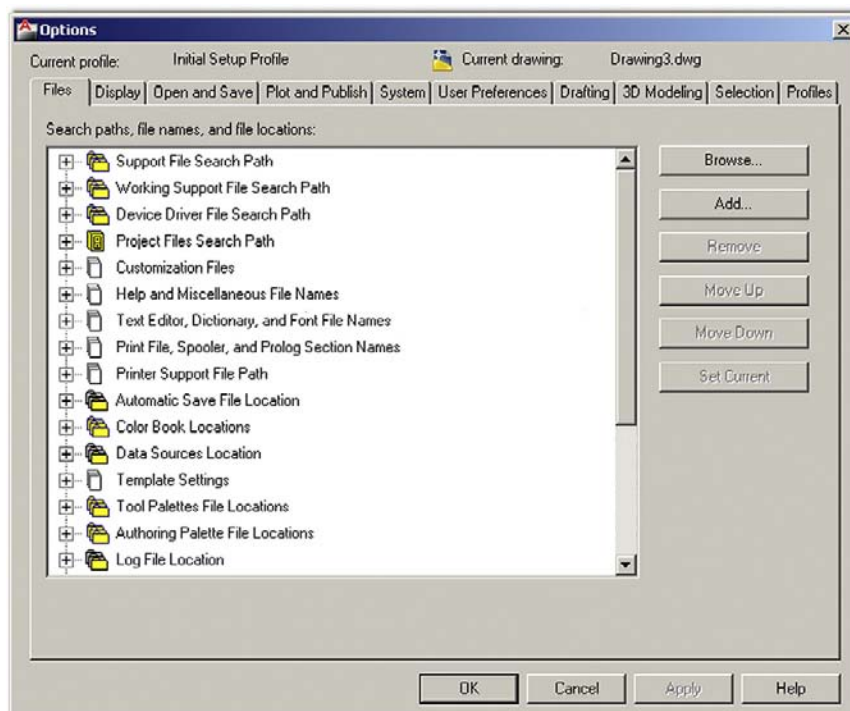 Options
Current profile: Initial Setup Profile Current drawing: Drawing3.dwg
Files Display Open and Save Plot and Publish System User Preferences Drafting 3D Modeling Selection Profiles
Search paths, file names, and file locations:
Support File Search Path
Working Support File Search Path
Device Driver File Search Path
Project Files Search Path
Customization Files
Help and Miscellaneous File Names
Text Editor, Dictionary, and Font File Names
Print File, Spooler, and Prolog Section Names
Printer Support File Path
Automatic Save File Location
Color Book Locations
Data Sources Location
Template Settings
Tool Palettes File Locations
Authoring Palette File Locations
Log File Location
Browse...
Add...
Remove
Move Up
Move Down
Set Current
OK Cancel Apply Help